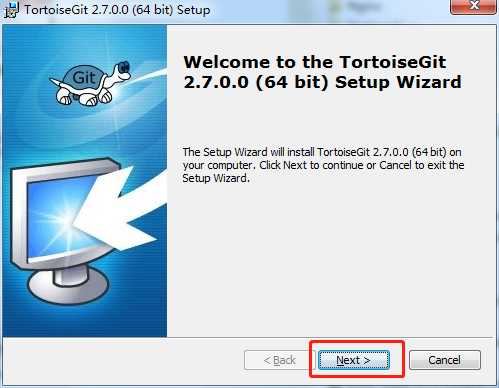 TortoiseGit 2.7.0.0 (64 bit) Setup
Git
Welcome to the TortoiseGit
2.7.0.0 (64 bit) Setup Wizard
The Setup Wizard will install TortoiseGit 2.7.0.0 (64 bit) on
your computer. Click Next to continue or Cancel to exit the
Setup Wizard.
< Back
Next >
Cancel